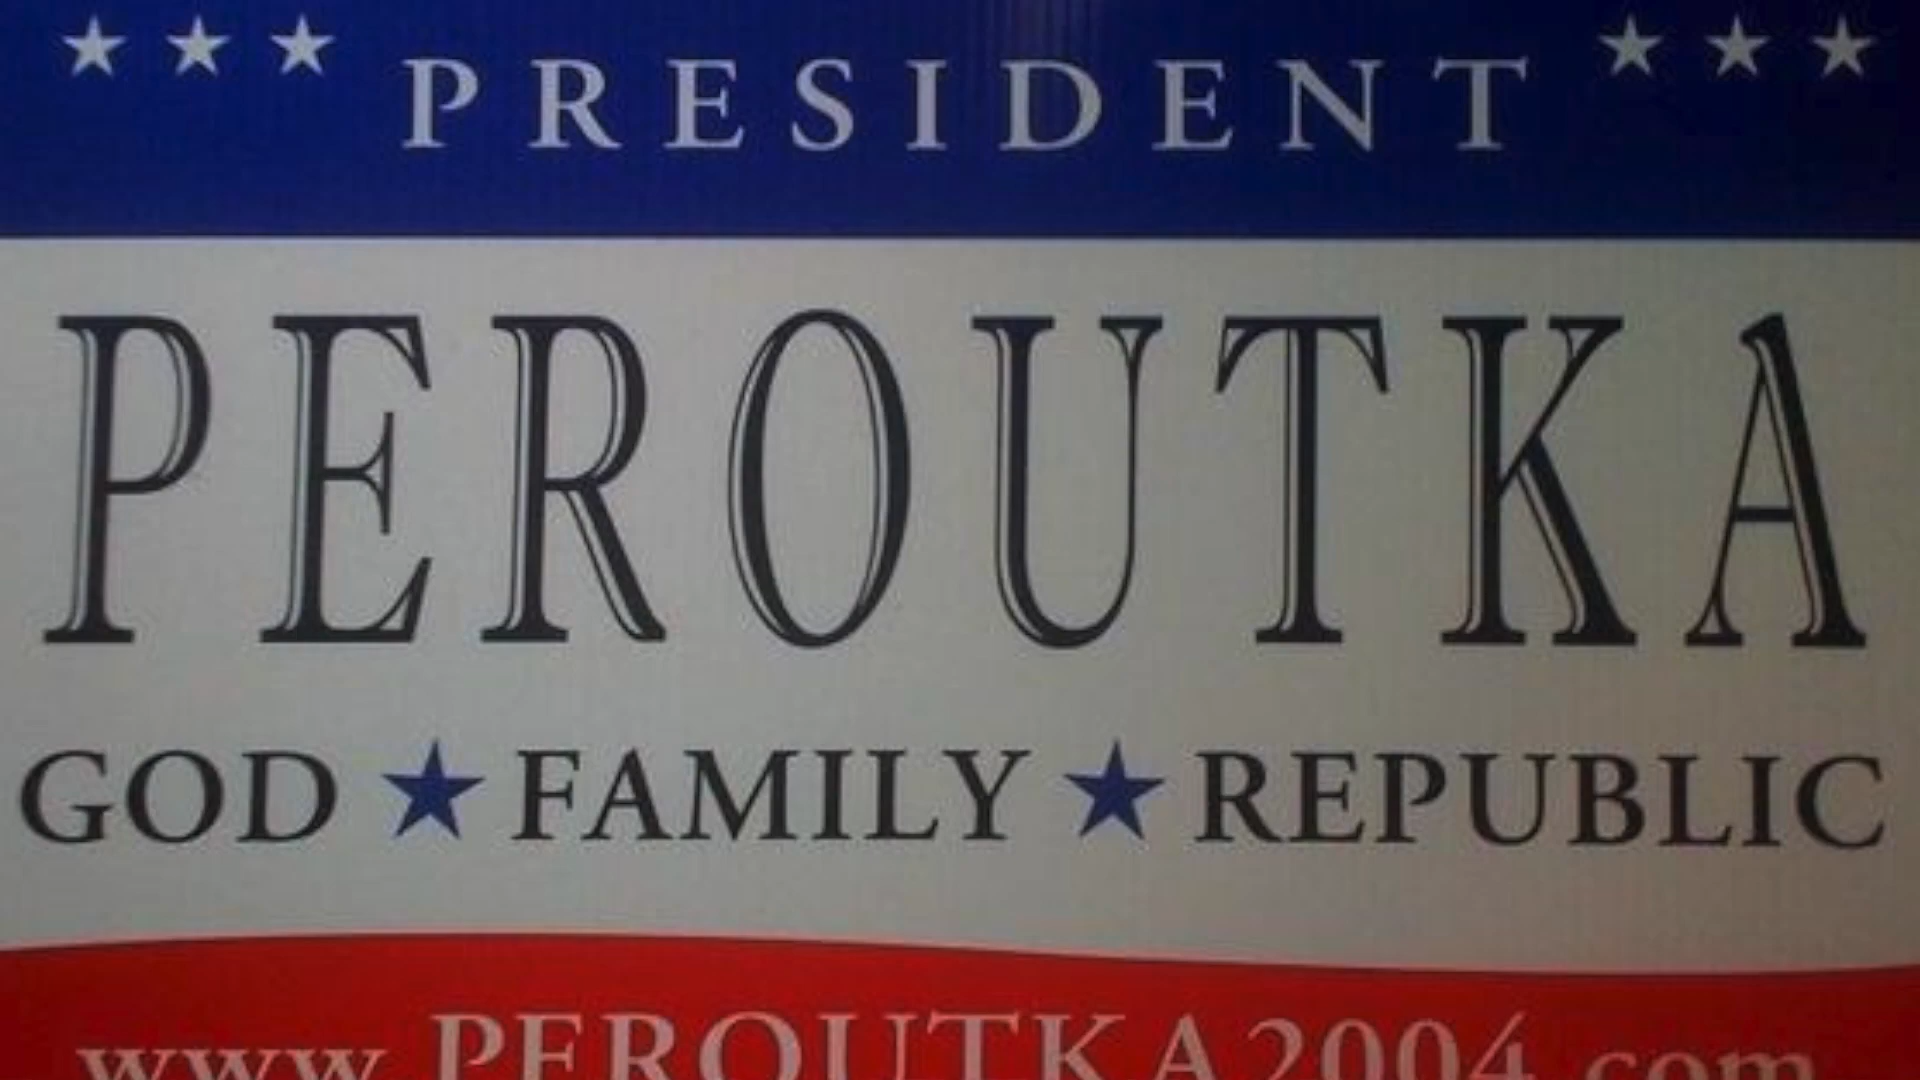 ★ ★ ★ PRESIDENT ★ ★ ★
PEROUTKA
GOD ★ FAMILY ★ REPUBLIC
www.PEROUTKA2004.com